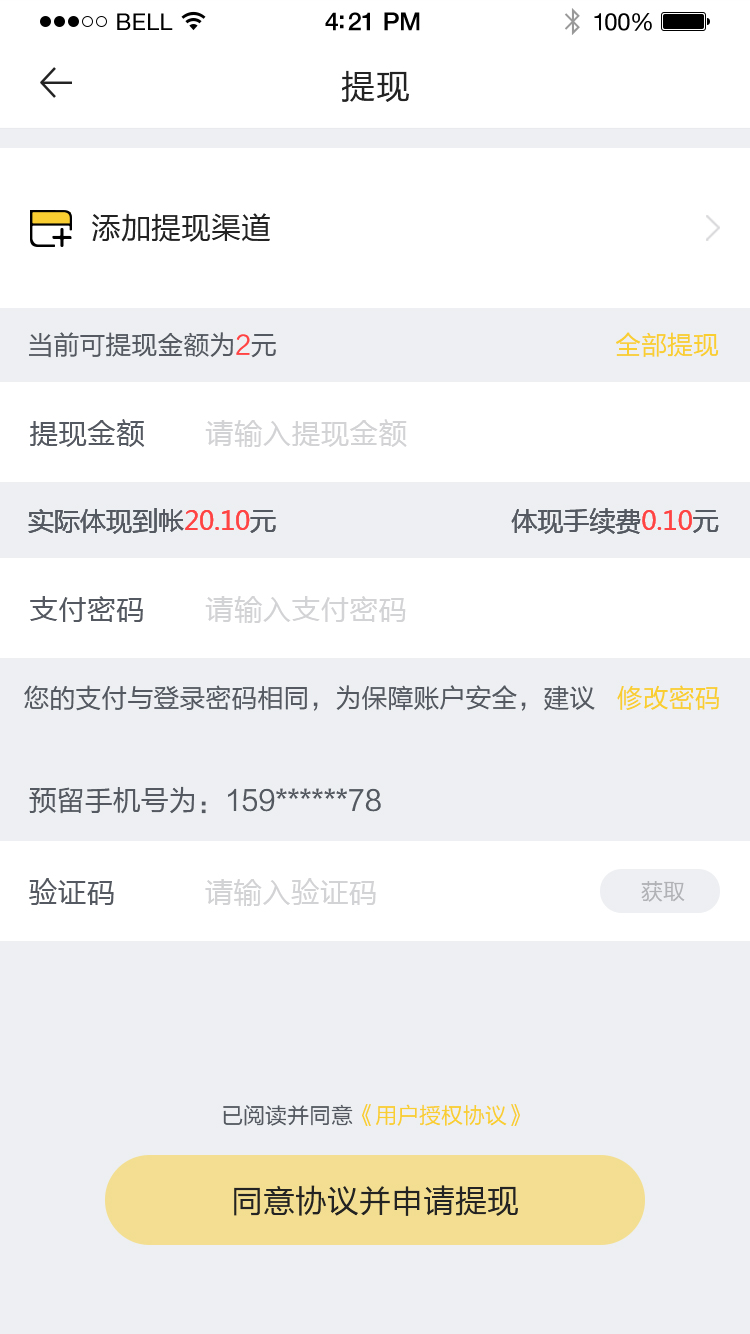 ●●●○○ BELL 4:21 PM 100%
提现
添加提现渠道
当前可提现金额为2元 全部提现
提现金额 请输入提现金额
实际体现到帐20.10元 体现手续费0.10元
支付密码 请输入支付密码
您的支付与登录密码相同，为保障账户安全，建议 修改密码
预留手机号为：159******78
验证码 请输入验证码 获取
已阅读并同意《用户授权协议》
同意协议并申请提现